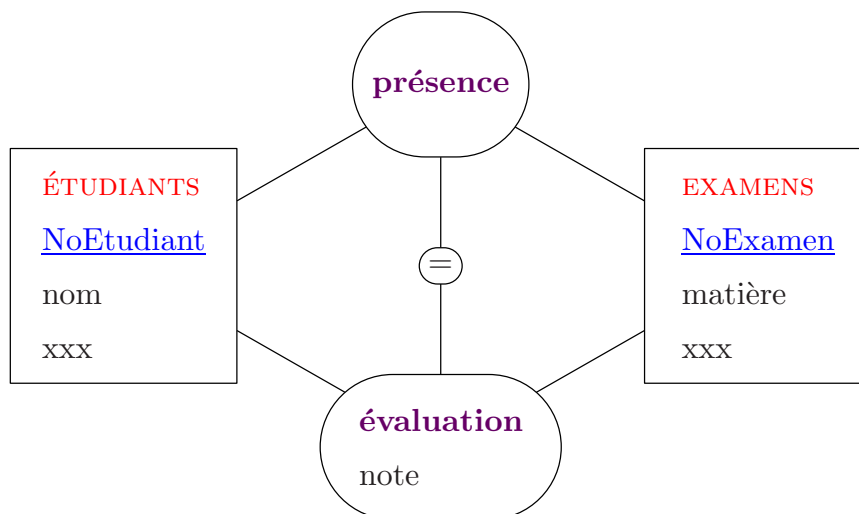 présence
ÉTUDIANTS
NoEtudiant
nom
xxx
=
EXAMENS
NoExamen
matière
xxx
évaluation
note